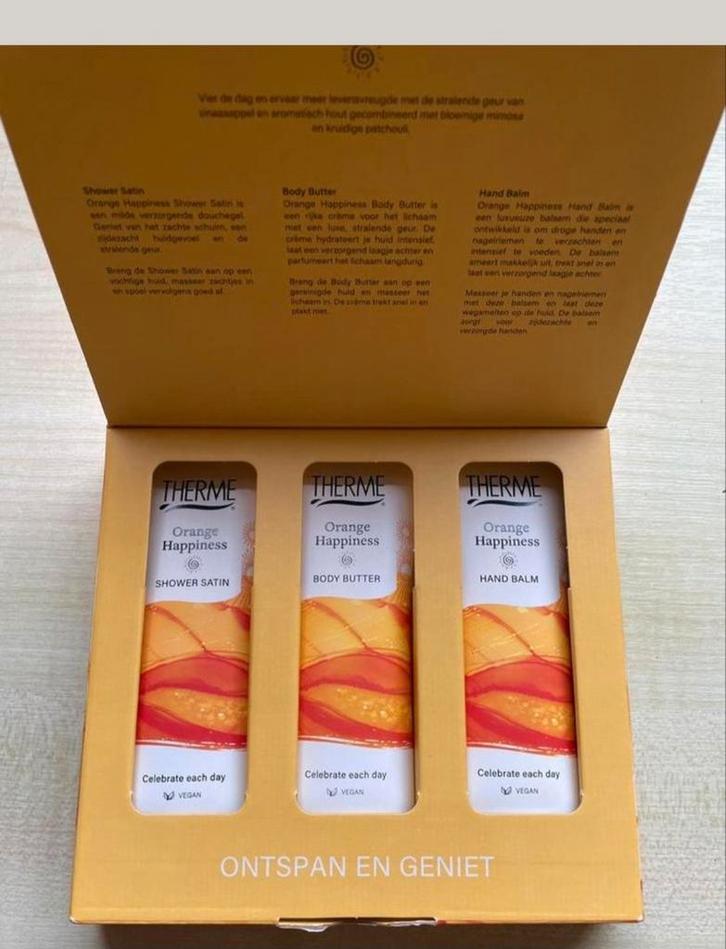 Vier de dag en ervaar meer levensvreugde met de stralende geur van
sinaasappel en aromatisch hout gecombineerd met bloemige mimosa
en kruidige patchouli.
Shower Satin
Orange Happiness Shower Satin is
een milde verzorgende douchegel.
Geniet van het zachte schuim, een
zijdezacht huidgevoel en de
stralende geur.
Breng de Shower Satin aan op een
vochtige huid, masseer zachtjes in
en spoel vervolgens goed af.
Body Butter
Orange Happiness Body Butter is
een rijke crème voor het lichaam
met een luxe, stralende geur. De
crème hydrateert je huid intensief,
laat een verzorgend laagje achter en
parfumeert het lichaam langdurig.
Breng de Body Butter aan op een
gereinigde huid en masseer het
lichaam in. De crème trekt snel in en
plakt niet.
Hand Balm
Orange Happiness Hand Balm is
een luxueuze balsem die speciaal
ontwikkeld is om droge handen en
nagelriemen te verzachten en
intensief te voeden. De balsem
smeert makkelijk uit, trekt snel in en
laat een verzorgend laagje achter.
Masseer je handen en nagelriemen
met deze balsem en laat deze
wegsmelten op de huid. De balsem
zorgt voor zijdezachte en
verzorgde handen.
THERME
Orange
Happiness
SHOWER SATIN
Celebrate each day
VEGAN
THERME
Orange
Happiness
BODY BUTTER
Celebrate each day
VEGAN
THERME
Orange
Happiness
HAND BALM
Celebrate each day
VEGAN
ONTSPAN EN GENIET